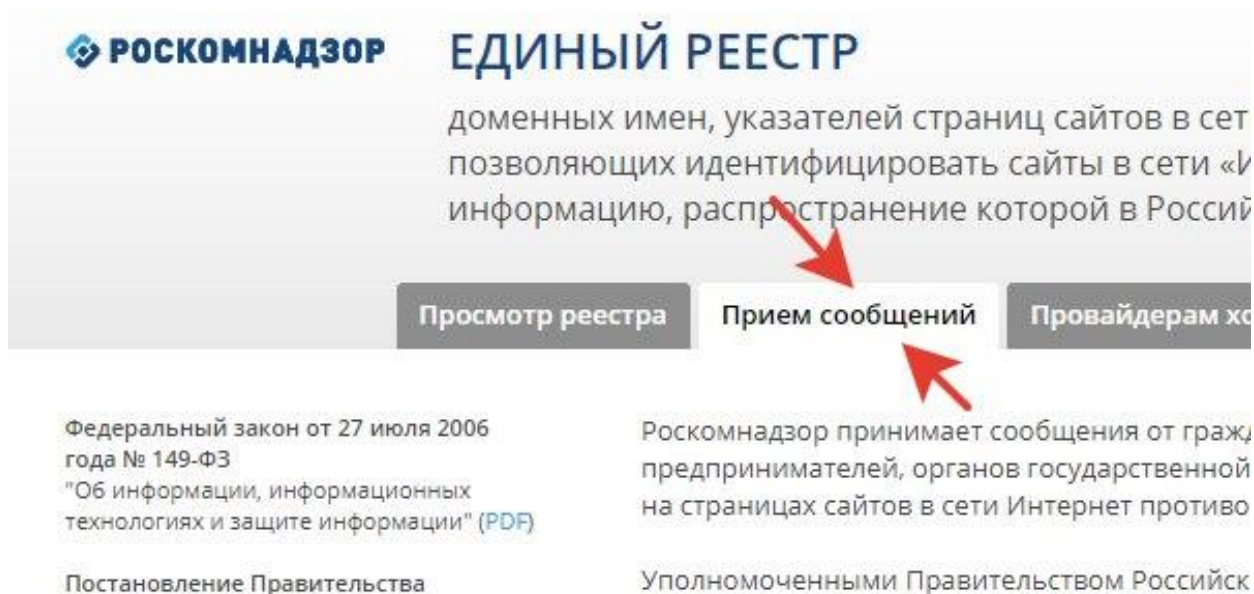 РОСКОМНАДЗОР
ЕДИНЫЙ РЕЕСТР
доменных имен, указателей страниц сайтов в сет
позволяющих идентифицировать сайты в сети «И
информацию, распространение которой в Россий
Просмотр реестра
Прием сообщений
Провайдерам хо
Федеральный закон от 27 июля 2006
года № 149-ФЗ
"Об информации, информационных
технологиях и защите информации" (PDF)
Постановление Правительства
Роскомнадзор принимает сообщения от гражд
предпринимателей, органов государственной
на страницах сайтов в сети Интернет противо
Уполномоченными Правительством Российск